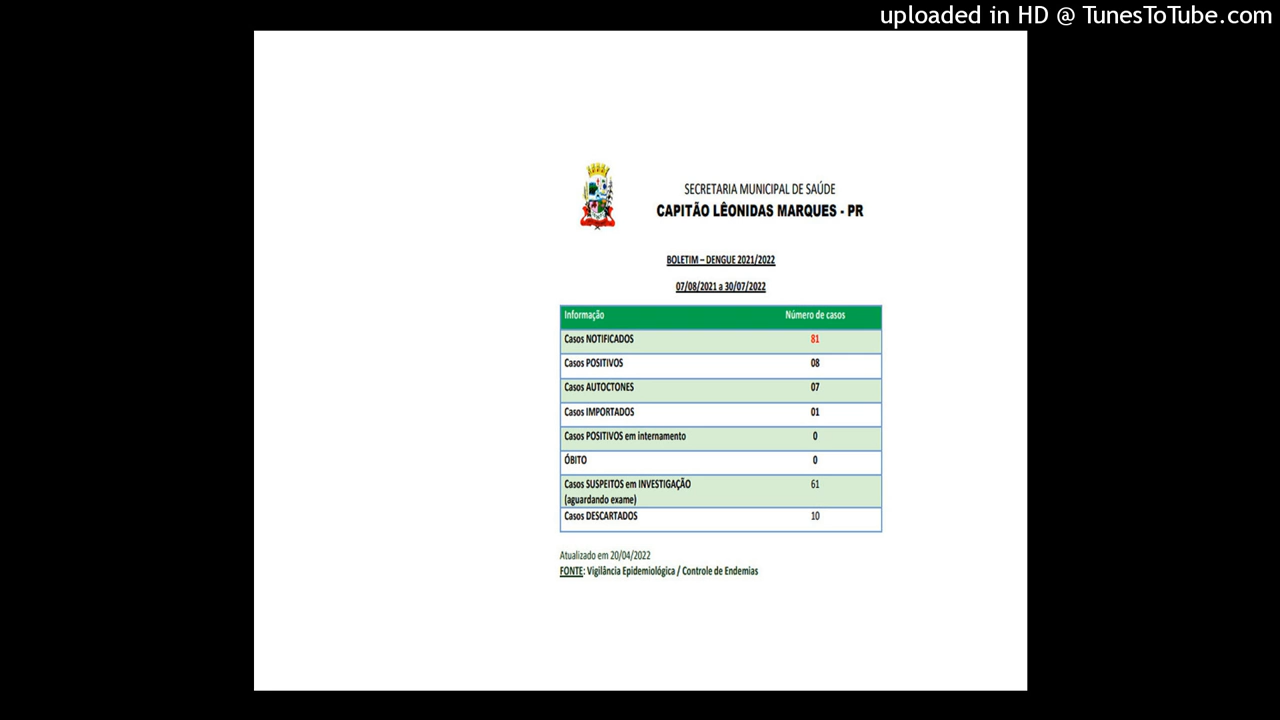 uploaded in HD @ TunesToTube.com
SECRETARIA MUNICIPAL DE SAÚDE
CAPITÃO LÊONIDAS MARQUES - PR
BOLETIM – DENGUE 2021/2022
07/08/2021 a 30/07/2022
Informação Número de casos
Casos NOTIFICADOS 81
Casos POSITIVOS 08
Casos AUTOCTONES 07
Casos IMPORTADOS 01
Casos POSITIVOS em internamento 0
ÓBITO 0
Casos SUSPEITOS em INVESTIGAÇÃO 61
(aguardando exame)
Casos DESCARTADOS 10
Atualizado em 20/04/2022
FONTE: Vigilância Epidemiológica / Controle de Endemias